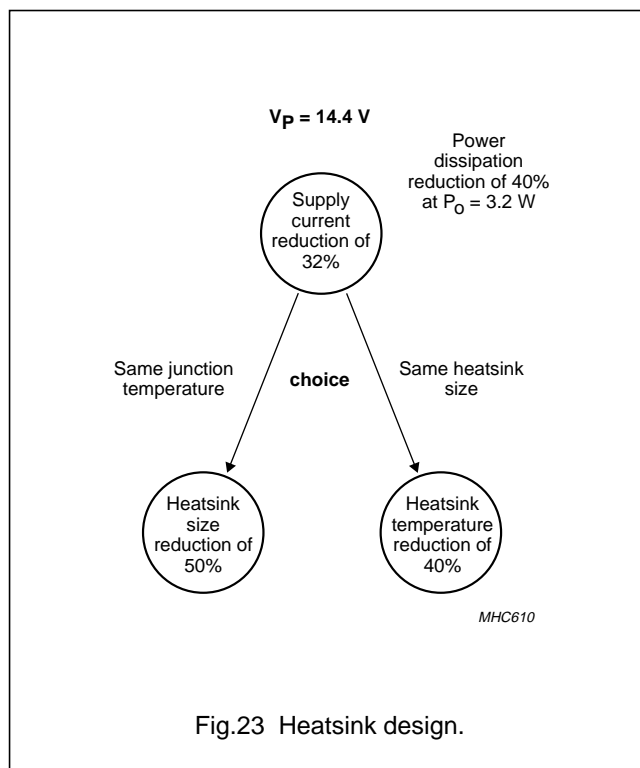 V_P = 14.4 V
Power
dissipation
reduction of 40%
at P_o = 3.2 W
Supply
current
reduction of
32%
Same junction
temperature
choice
Same heatsink
size
Heatsink
size
reduction of
50%
Heatsink
temperature
reduction of
40%
MHC610
Fig.23 Heatsink design.